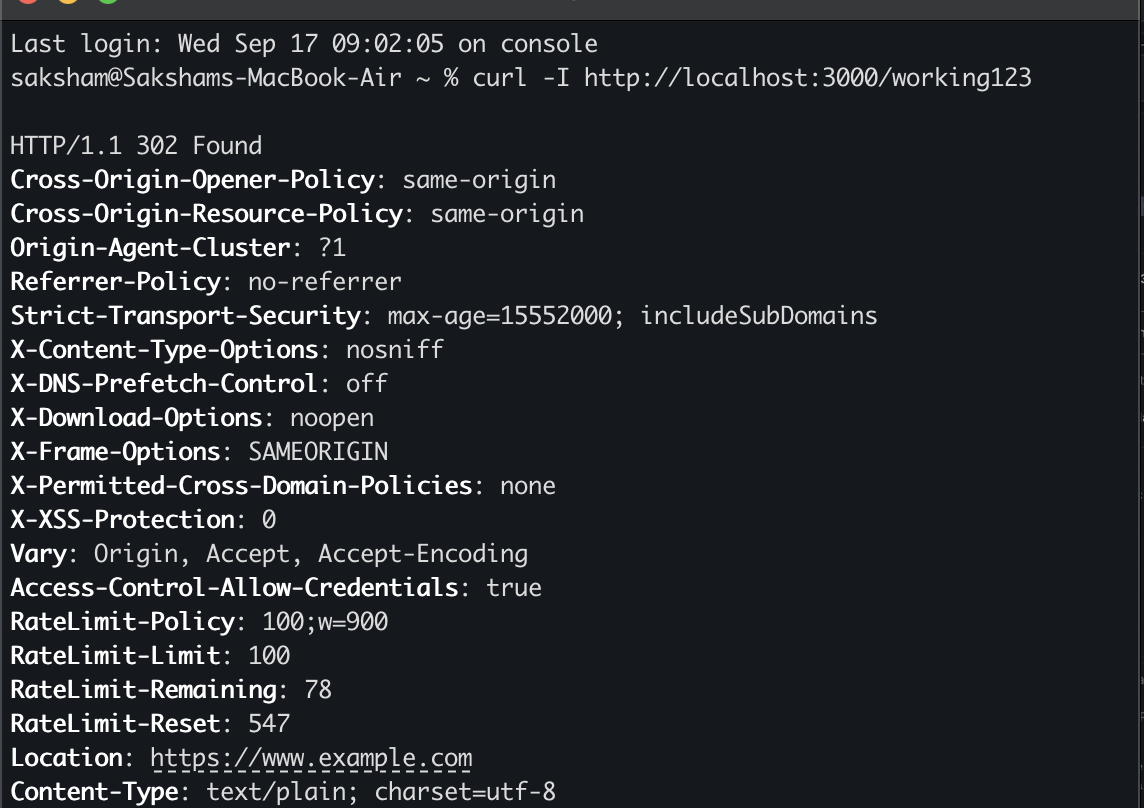 Last login: Wed Sep 17 09:02:05 on console
saksham@Sakshams-MacBook-Air ~ % curl -I http://localhost:3000/working123
HTTP/1.1 302 Found
Cross-Origin-Opener-Policy: same-origin
Cross-Origin-Resource-Policy: same-origin
Origin-Agent-Cluster: ?1
Referrer-Policy: no-referrer
Strict-Transport-Security: max-age=15552000; includeSubDomains
X-Content-Type-Options: nosniff
X-DNS-Prefetch-Control: off
X-Download-Options: noopen
X-Frame-Options: SAMEORIGIN
X-Permitted-Cross-Domain-Policies: none
X-XSS-Protection: 0
Vary: Origin, Accept, Accept-Encoding
Access-Control-Allow-Credentials: true
RateLimit-Policy: 100;w=900
RateLimit-Limit: 100
RateLimit-Remaining: 78
RateLimit-Reset: 547
Location: https://www.example.com
Content-Type: text/plain; charset=utf-8